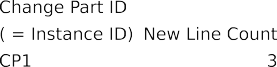 Change Part ID
( = Instance ID) New Line Count
CP1 3